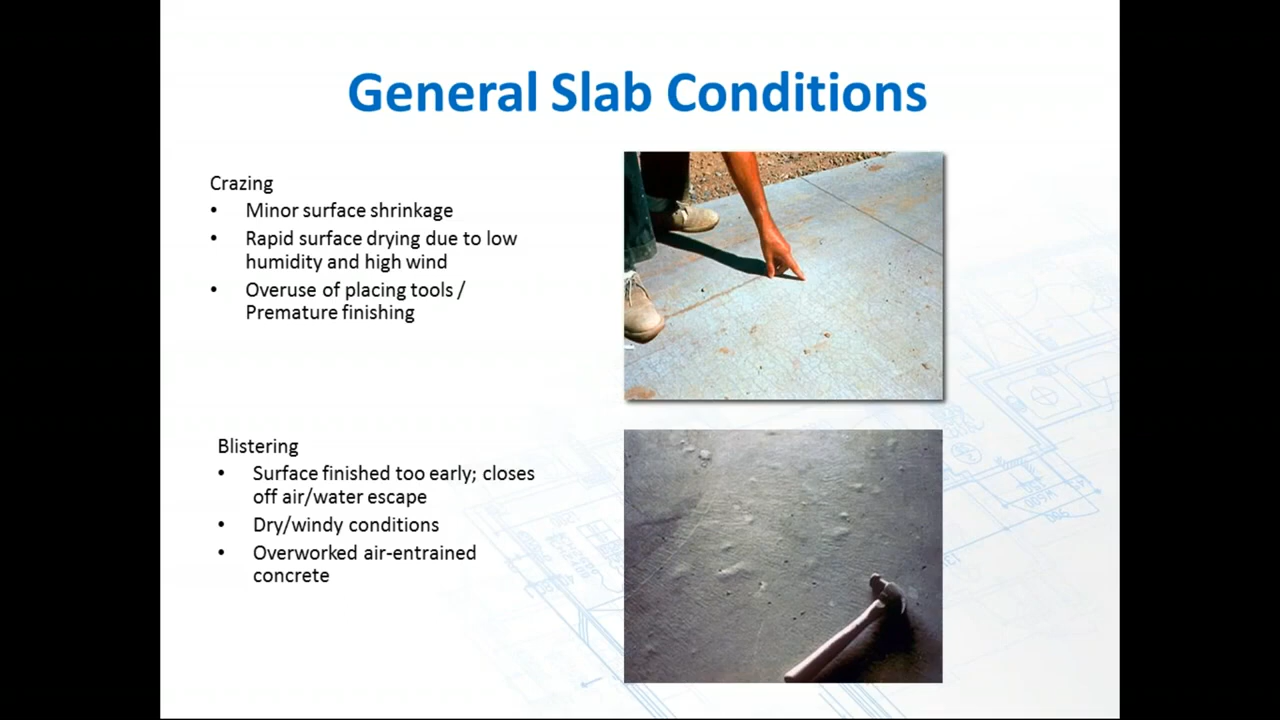 General Slab Conditions
Crazing
• Minor surface shrinkage
• Rapid surface drying due to low
humidity and high wind
• Overuse of placing tools /
Premature finishing
Blistering
• Surface finished too early; closes
off air/water escape
• Dry/windy conditions
• Overworked air-entrained
concrete